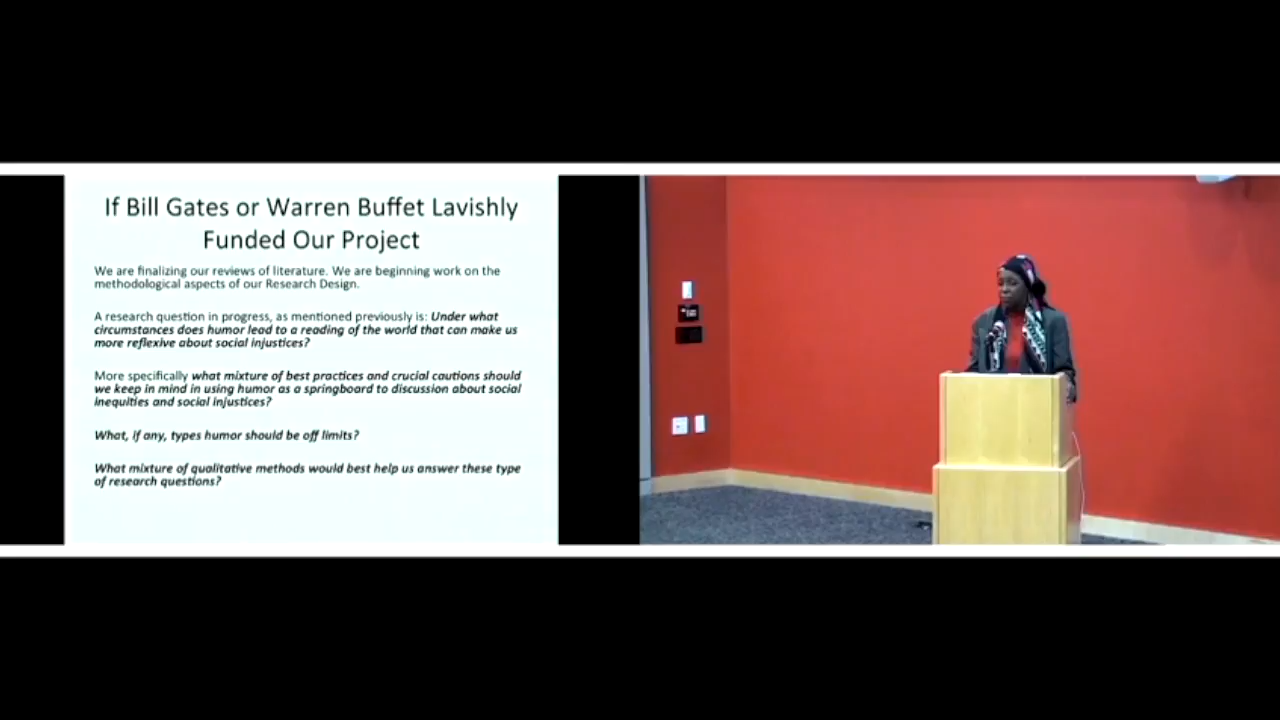 If Bill Gates or Warren Buffet Lavishly
Funded Our Project
We are finalizing our reviews of literature. We are beginning work on the
methodological aspects of our Research Design.
A research question in progress, as mentioned previously is: Under what
circumstances does humor lead to a reading of the world that can make us
more reflexive about social injustices?
More specifically what mixture of best practices and crucial cautions should
we keep in mind in using humor as a springboard to discussion about social
inequities and social injustices?
What, if any, types humor should be off limits?
What mixture of qualitative methods would best help us answer these type
of research questions?